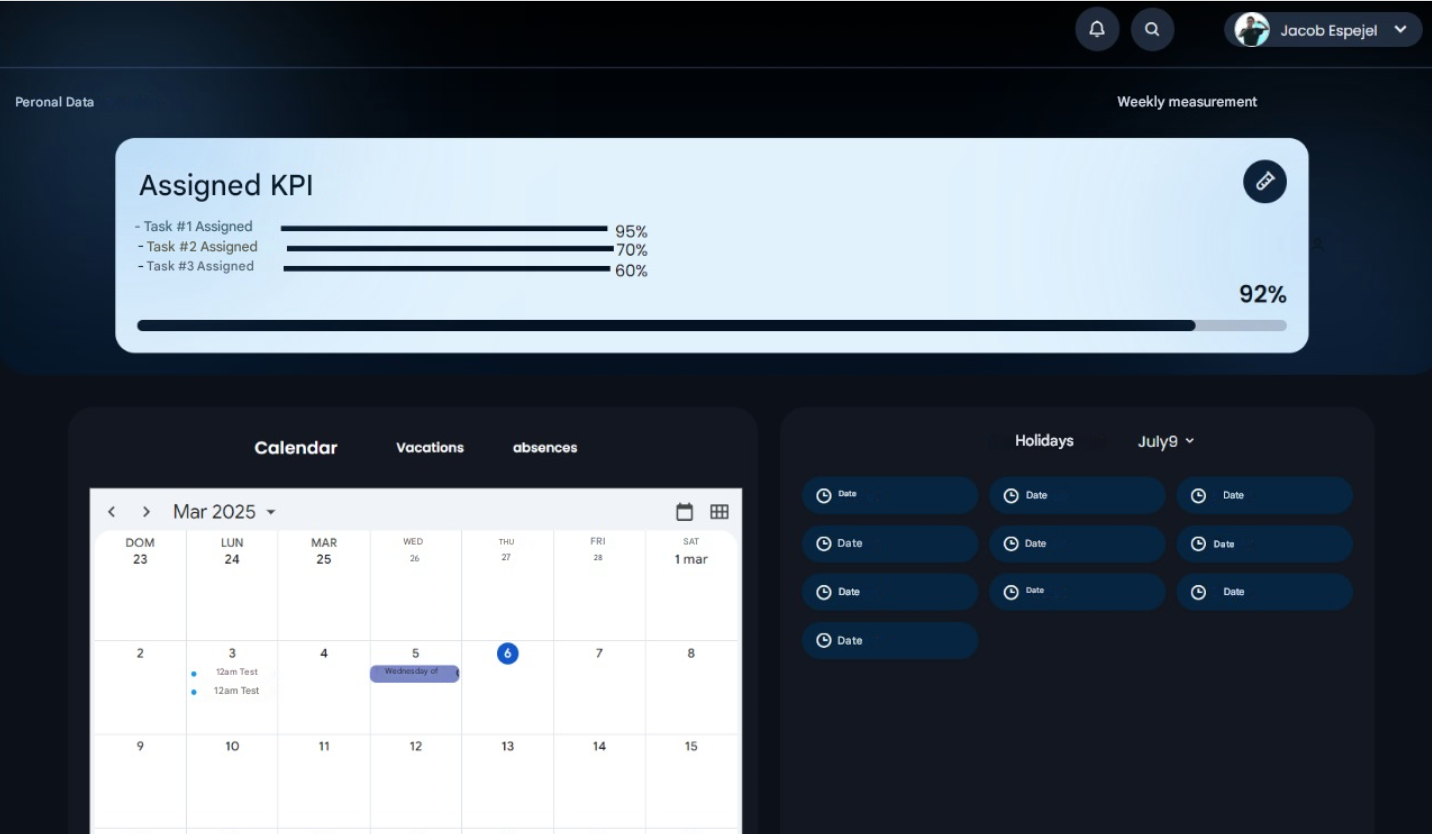 Jacob Espejel
Peronal Data
Weekly measurement
Assigned KPI
- Task #1 Assigned 95%
- Task #2 Assigned 70%
- Task #3 Assigned 60%
92%
Calendar Vacations absences
Mar 2025
DOM LUN MAR WED THU FRI SAT
23 24 25 26 27 28 1 mar
2 3 4 5 6 7 8
12am Test Wednesday of
12am Test
9 10 11 12 13 14 15
Holidays July9
Date Date Date
Date Date Date
Date Date Date
Date